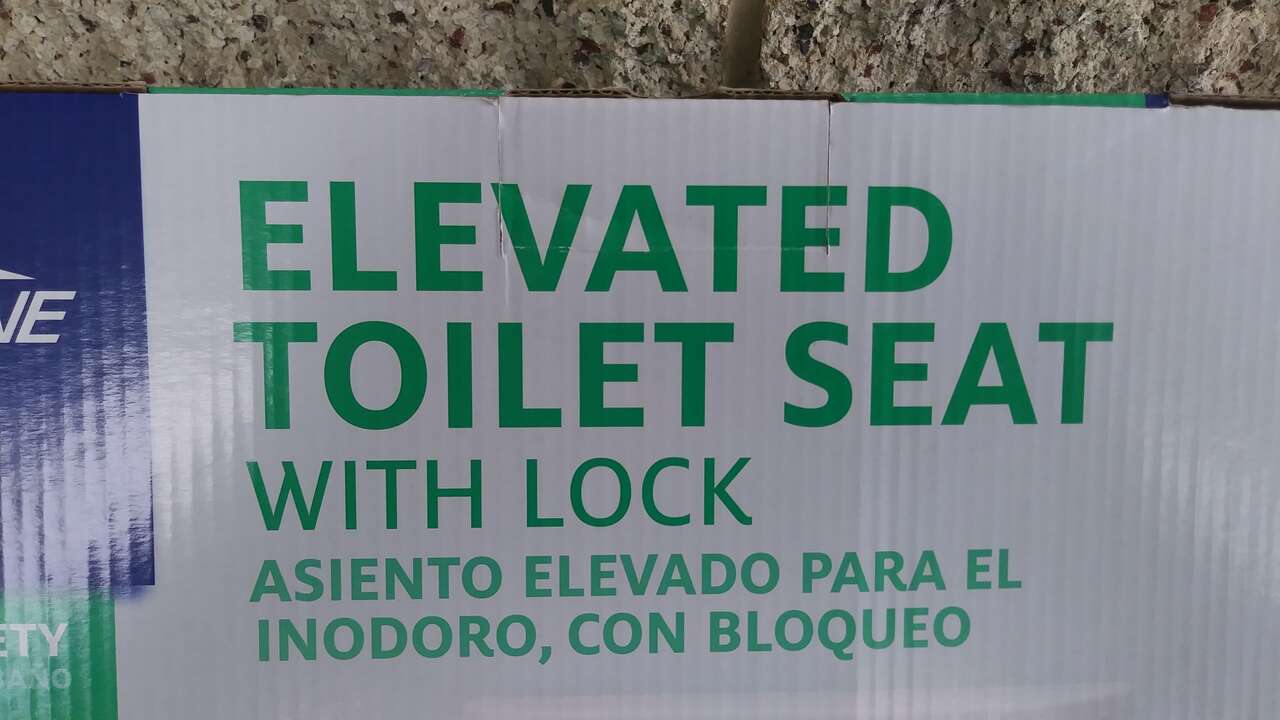 ELEVATED
TOILET SEAT
WITH LOCK
ASIENTO ELEVADO PARA EL
INODORO, CON BLOQUEO